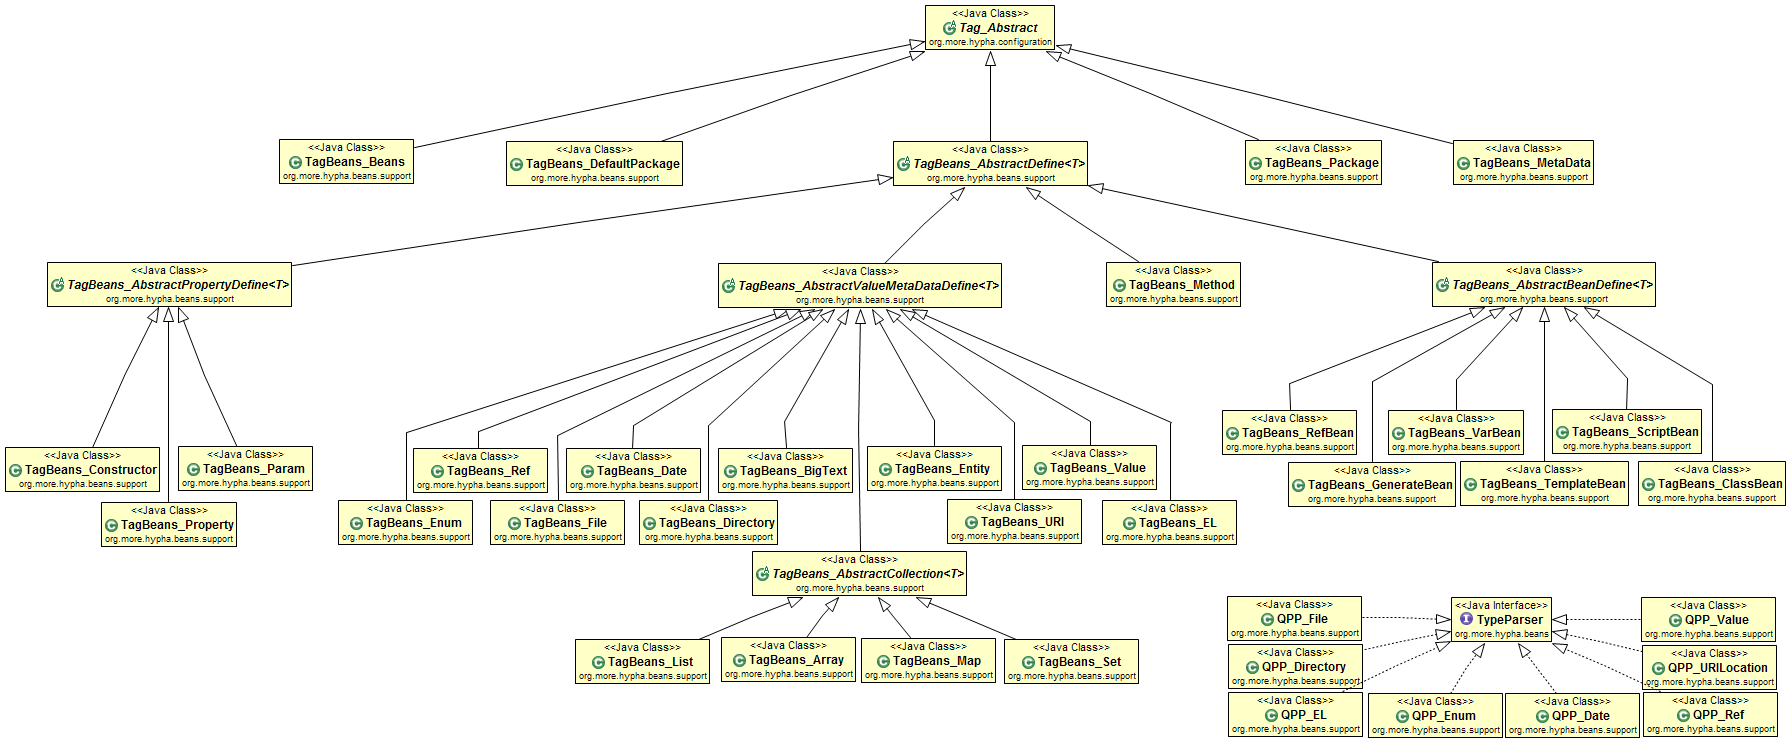 <<Java Class>>
Tag_Abstract
org.more.hypha.configuration
<<Java Class>>
TagBeans_Beans
org.more.hypha.beans.support
<<Java Class>>
TagBeans_DefaultPackage
org.more.hypha.beans.support
<<Java Class>>
TagBeans_AbstractDefine<T>
org.more.hypha.beans.support
<<Java Class>>
TagBeans_Package
org.more.hypha.beans.support
<<Java Class>>
TagBeans_MetaData
org.more.hypha.beans.support
<<Java Class>>
TagBeans_AbstractPropertyDefine<T>
org.more.hypha.beans.support
<<Java Class>>
TagBeans_AbstractValueMetaDataDefine<T>
org.more.hypha.beans.support
<<Java Class>>
TagBeans_Method
org.more.hypha.beans.support
<<Java Class>>
TagBeans_AbstractBeanDefine<T>
org.more.hypha.beans.support
<<Java Class>>
TagBeans_RefBean
org.more.hypha.beans.support
<<Java Class>>
TagBeans_VarBean
org.more.hypha.beans.support
<<Java Class>>
TagBeans_ScriptBean
org.more.hypha.beans.support
<<Java Class>>
TagBeans_Constructor
org.more.hypha.beans.support
<<Java Class>>
TagBeans_Param
org.more.hypha.beans.support
<<Java Class>>
TagBeans_Ref
org.more.hypha.beans.support
<<Java Class>>
TagBeans_Date
org.more.hypha.beans.support
<<Java Class>>
TagBeans_BigText
org.more.hypha.beans.support
<<Java Class>>
TagBeans_Entity
org.more.hypha.beans.support
<<Java Class>>
TagBeans_Value
org.more.hypha.beans.support
<<Java Class>>
TagBeans_GenerateBean
org.more.hypha.beans.support
<<Java Class>>
TagBeans_TemplateBean
org.more.hypha.beans.support
<<Java Class>>
TagBeans_ClassBean
org.more.hypha.beans.support
<<Java Class>>
TagBeans_Property
org.more.hypha.beans.support
<<Java Class>>
TagBeans_Enum
org.more.hypha.beans.support
<<Java Class>>
TagBeans_File
org.more.hypha.beans.support
<<Java Class>>
TagBeans_Directory
org.more.hypha.beans.support
<<Java Class>>
TagBeans_URI
org.more.hypha.beans.support
<<Java Class>>
TagBeans_EL
org.more.hypha.beans.support
<<Java Class>>
TagBeans_AbstractCollection<T>
org.more.hypha.beans.support
<<Java Class>>
TagBeans_List
org.more.hypha.beans.support
<<Java Class>>
TagBeans_Array
org.more.hypha.beans.support
<<Java Class>>
TagBeans_Map
org.more.hypha.beans.support
<<Java Class>>
TagBeans_Set
org.more.hypha.beans.support
<<Java Class>>
QPP_File
org.more.hypha.beans.support
<<Java Interface>>
TypeParser
org.more.hypha.beans
<<Java Class>>
QPP_Value
org.more.hypha.beans.support
<<Java Class>>
QPP_Directory
org.more.hypha.beans.support
<<Java Class>>
QPP_URILocation
org.more.hypha.beans.support
<<Java Class>>
QPP_EL
org.more.hypha.beans.support
<<Java Class>>
QPP_Enum
org.more.hypha.beans.support
<<Java Class>>
QPP_Date
org.more.hypha.beans.support
<<Java Class>>
QPP_Ref
org.more.hypha.beans.support